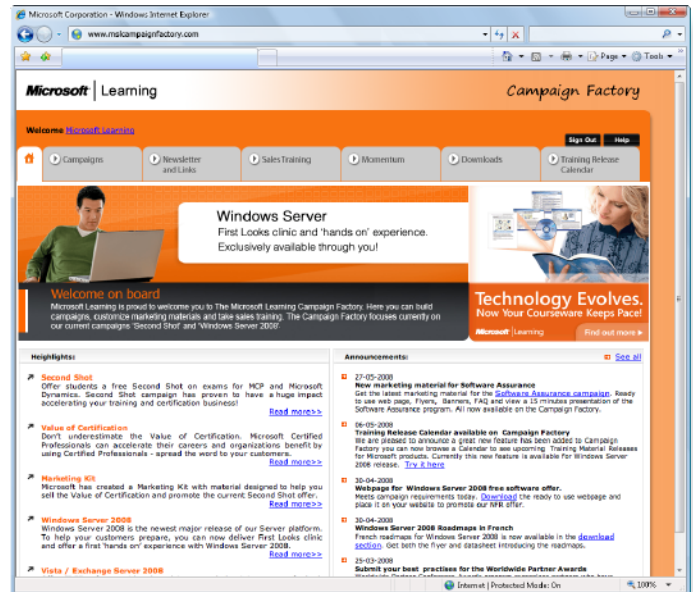 Microsoft Corporation - Windows Internet Explorer
www.mslcampaignfactory.com
Page
Tools
Microsoft | Learning
Campaign Factory
Welcome Microsoft Learning
Sign Out
Help
Campaigns
Newsletter
and Links
Sales Training
Momentum
Downloads
Training Release
Calendar
Windows Server
First Looks clinic and 'hands on' experience.
Exclusively available through you!
Welcome on board
Microsoft Learning is proud to welcome you to The Microsoft Learning Campaign Factory. Here you can build
campaigns, customize marketing materials and take sales training. The Campaign Factory focuses currently on
our current campaigns 'Second Shot' and 'Windows Server 2008'.
Technology Evolves.
Now Your Courseware Keeps Pace!
Microsoft | Learning
Find out more
Heighlights:
Second Shot
Offer students a free Second Shot on exams for MCP and Microsoft
Dynamics. Second Shot campaign has proven to have a huge impact
accelerating your training and certification business!
Read more>>
Value of Certification
Don't underestimate the Value of Certification. Microsoft Certified
Professionals can accelerate their careers and organizations benefit by
using Certified Professionals - spread the word to your customers.
Read more>>
Marketing Kit
Microsoft has created a Marketing Kit with material designed to help you
sell the Value of Certification and promote the current Second Shot offer.
Read more>>
Windows Server 2008
Windows Server 2008 is the newest major release of our Server platform.
To help your customers prepare, you can now deliver First Looks clinic
and offer a first 'hands on' experience with Windows Server 2008.
Read more>>
Vista / Exchange Server 2008
Announcements:
See all
27-05-2008
New marketing material for Software Assurance
Get the latest marketing material for the Software Assurance campaign. Ready
to use web page, Flyers, Banners, FAQ and view a 15 minutes presentation of the
Software Assurance program. All now available on the Campaign Factory.
06-05-2008
Training Release Calendar available on Campaign Factory
We are pleased to announce a great new feature has been added to Campaign
Factory you can now browse a Calendar to see upcoming Training Material Releases
for Microsoft products. Currently this new feature is available for Windows Server
2008 release. Try it here
30-04-2008
Webpage for Windows Server 2008 free software offer.
Meets campaign requirements today. Download the ready to use webpage and
place it on your website to promote our NFR offer.
30-04-2008
Windows Server 2008 Roadmaps in French
French roadmaps for Windows Server 2008 is now available in the download
section. Get both the flyer and datasheet introducing the roadmaps.
25-03-2008
Submit your best practises for the Worldwide Partner Awards
Internet | Protected Mode: On
100%